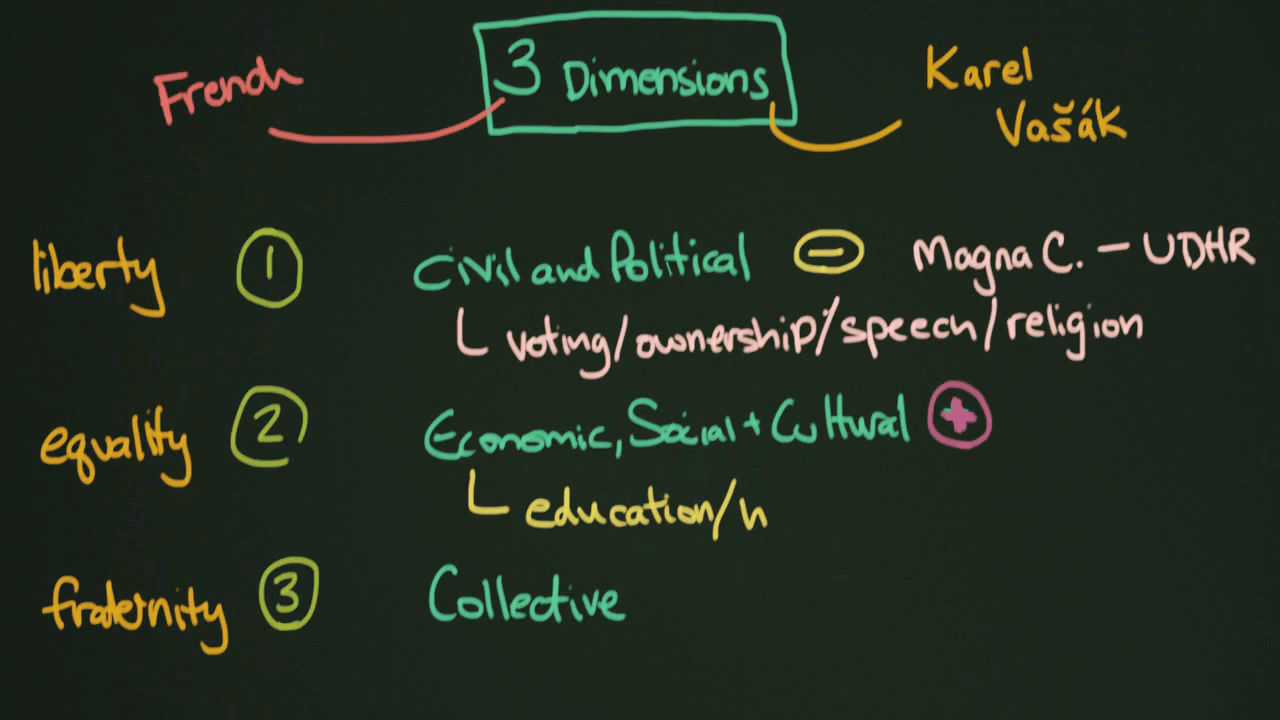 French
3 Dimensions
Karel
Vašák
liberty 1 Civil and Political − Magna C. – UDHR
voting/ownership/speech/religion
equality 2 Economic, Social + Cultural +
education/h
fraternity 3 Collective